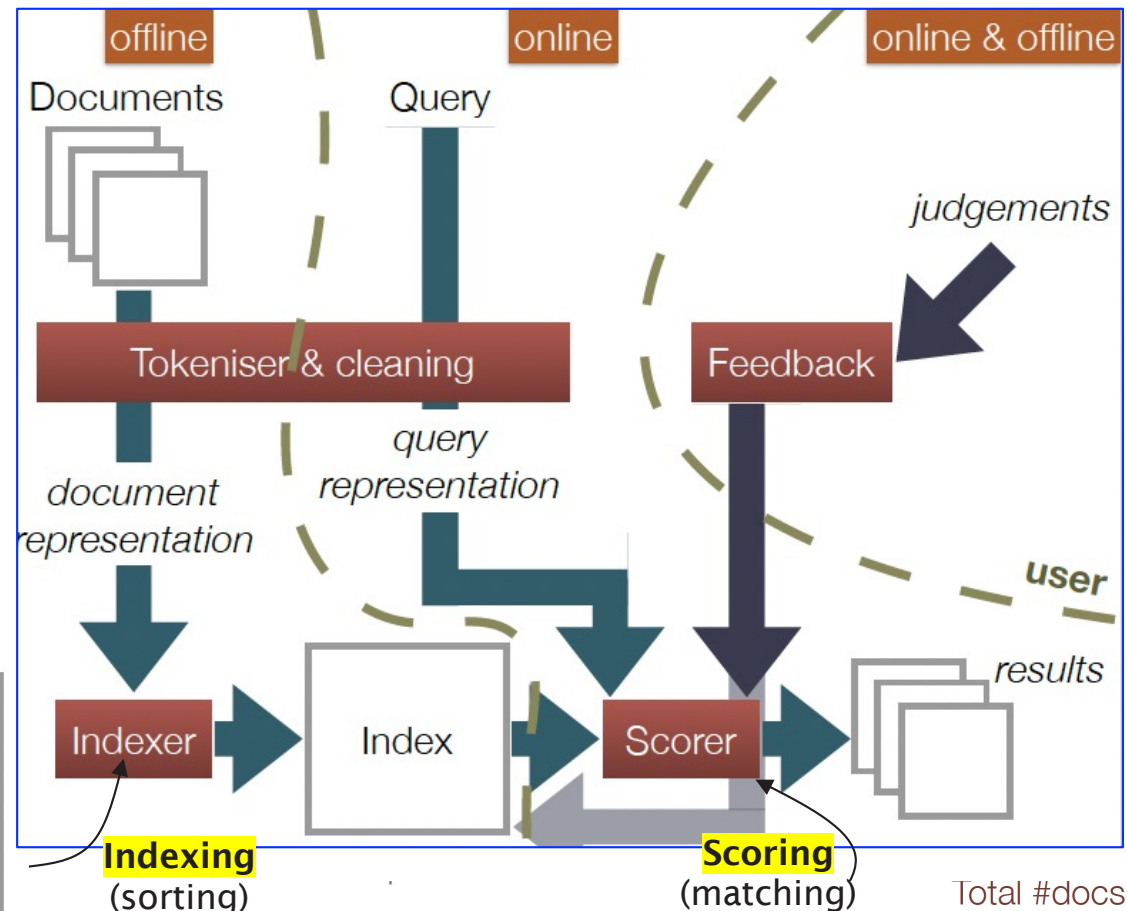 offline
online
online & offline
Documents
Query
judgements
Tokeniser & cleaning
Feedback
query
representation
document
representation
user
results
Indexer
Index
Scorer
Indexing
(sorting)
Scoring
(matching)
Total #docs